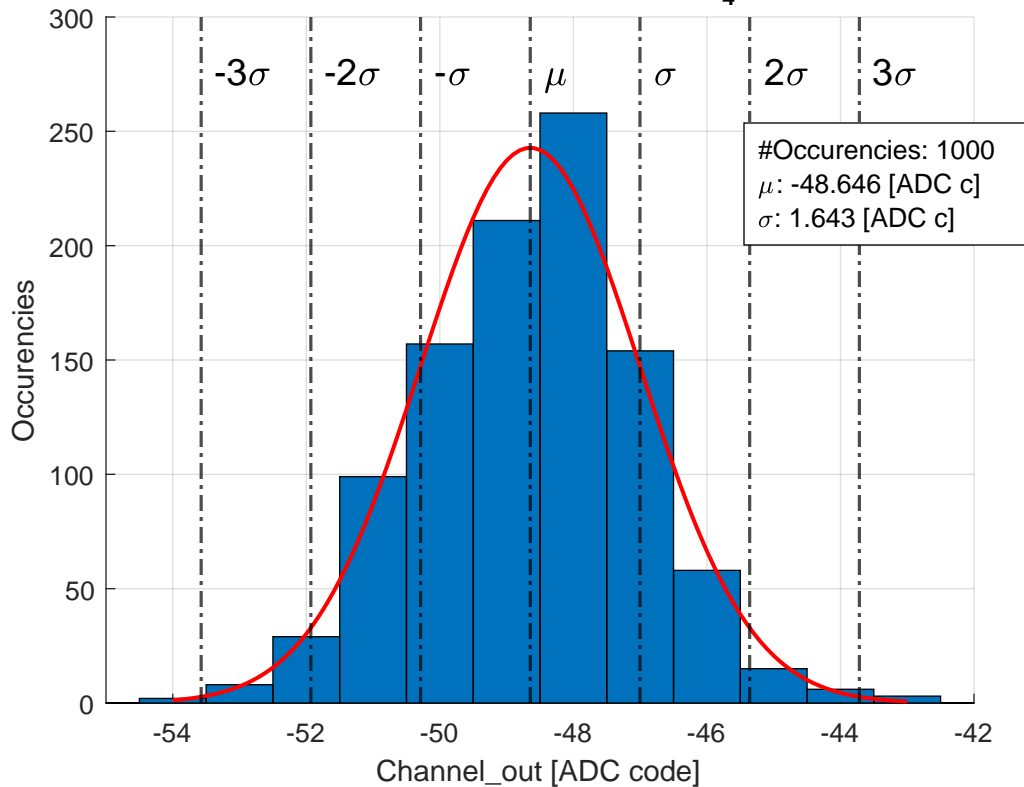 4
300
250
200
150
100
50
0
-3σ
-2σ
-σ
μ
σ
2σ
3σ
#Occurencies: 1000
μ: -48.646 [ADC c]
σ: 1.643 [ADC c]
Occurencies
-54
-52
-50
-48
-46
-44
-42
Channel_out [ADC code]